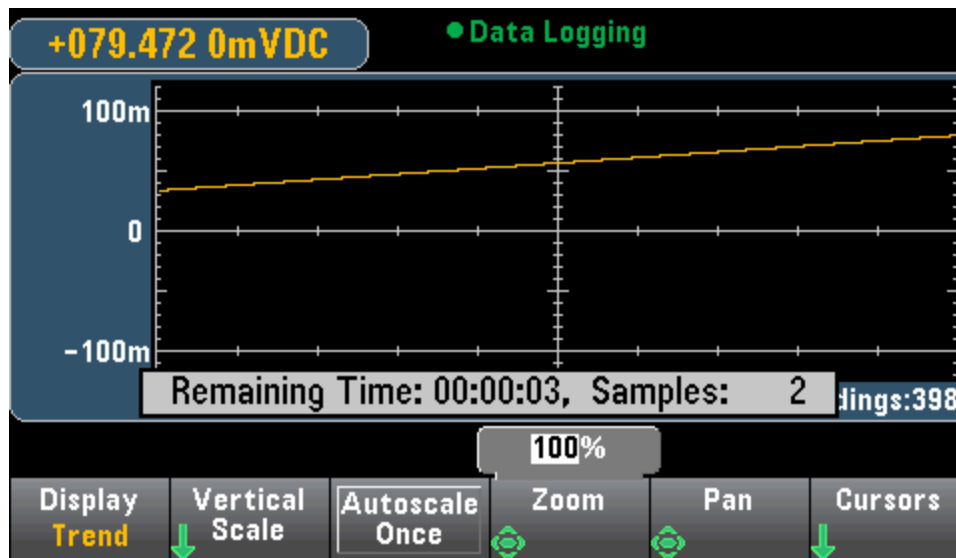 +079.472 0mVDC
Data Logging
100m
0
-100m
Remaining Time: 00:00:03, Samples: 2
dings:398
100%
Display
Trend
Vertical
Scale
Autoscale
Once
Zoom
Pan
Cursors